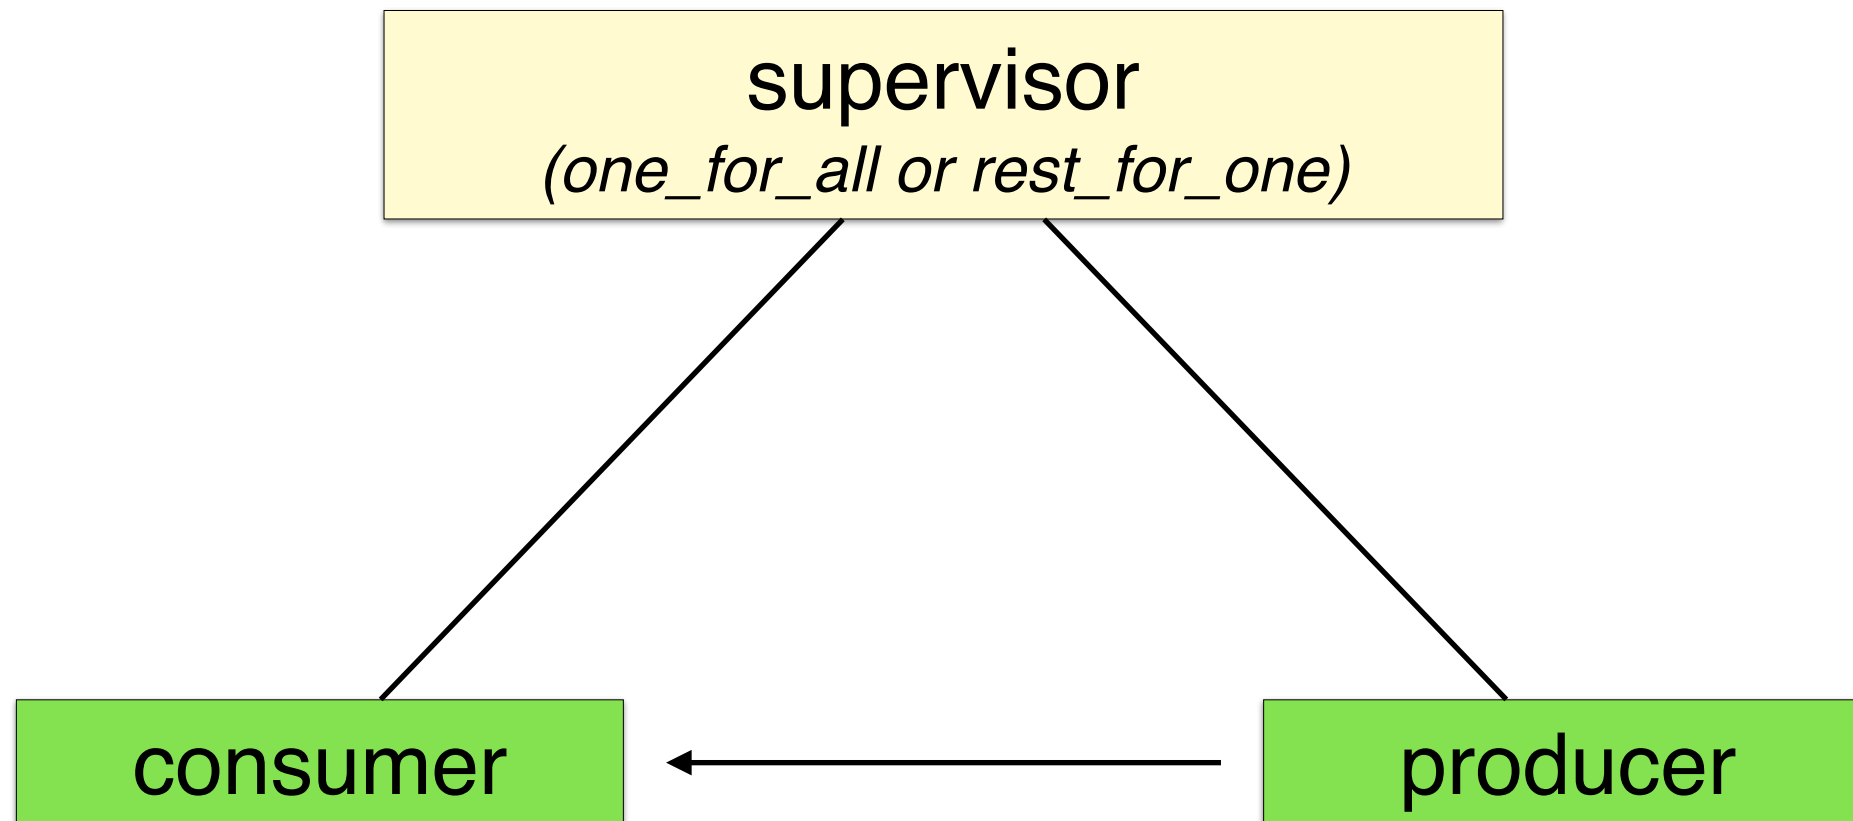 supervisor
(one_for_all or rest_for_one)
consumer
producer